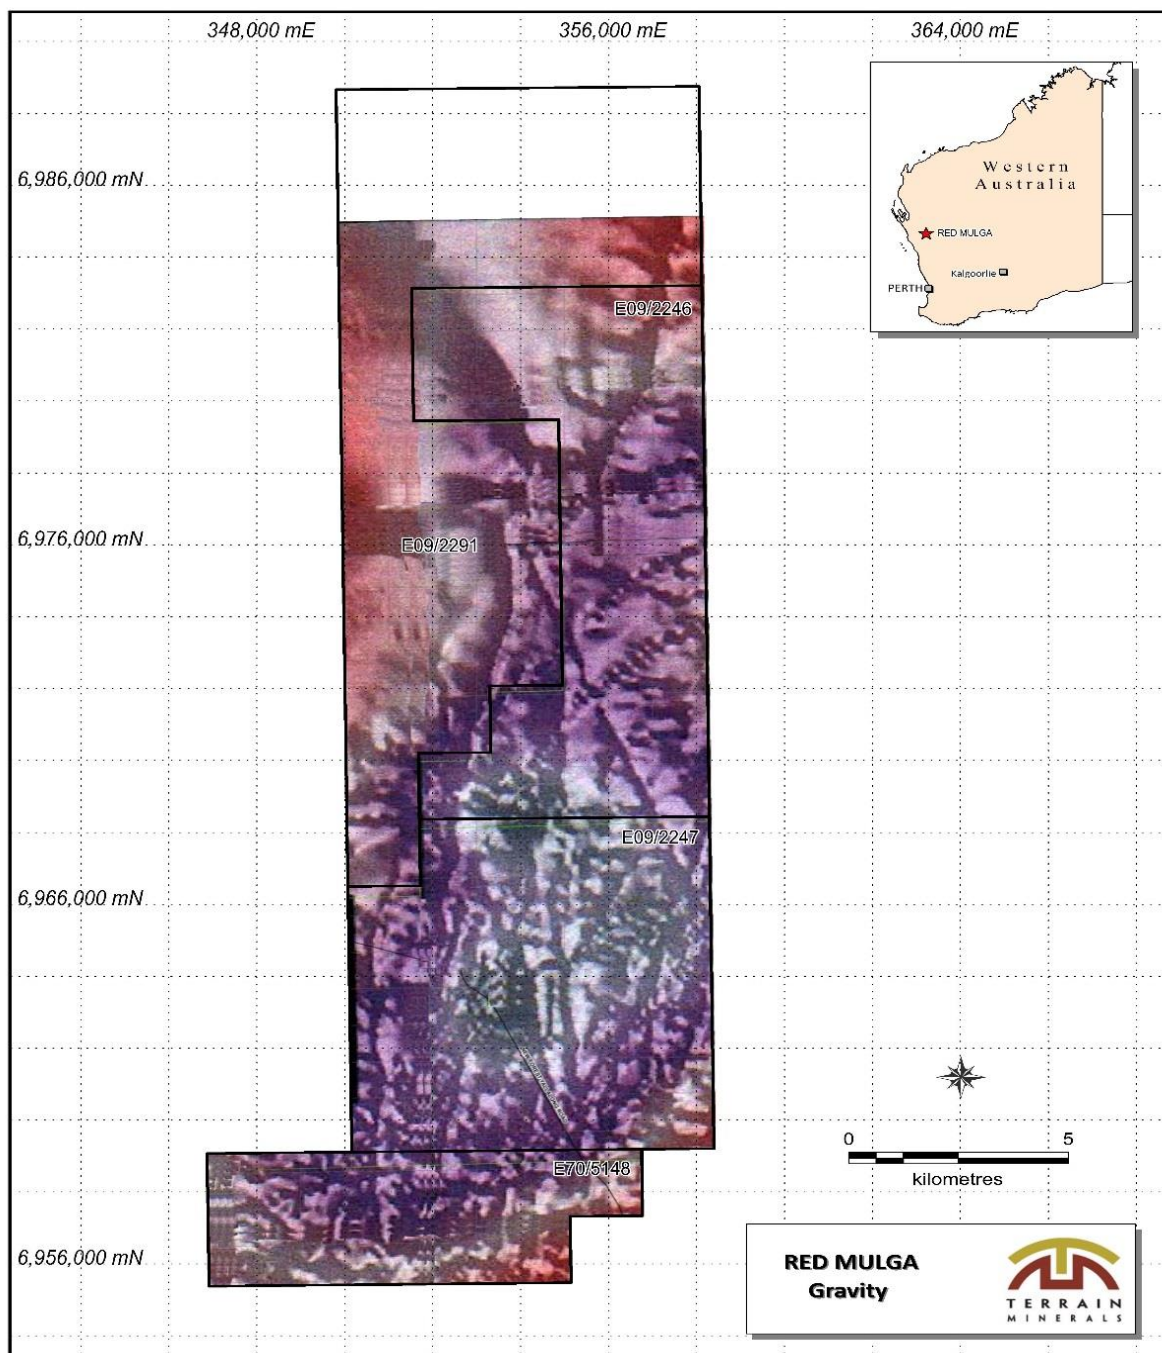 348,000 mE
356,000 mE
364,000 mE
6,986,000 mN
6,976,000 mN
6,966,000 mN
6,956,000 mN
Western
Australia
RED MULGA
Kalgoorlie
PERTH
E09/2246
E09/2291
E09/2247
E70/5148
0
5
kilometres
RED MULGA
Gravity
TERRAIN
MINERALS